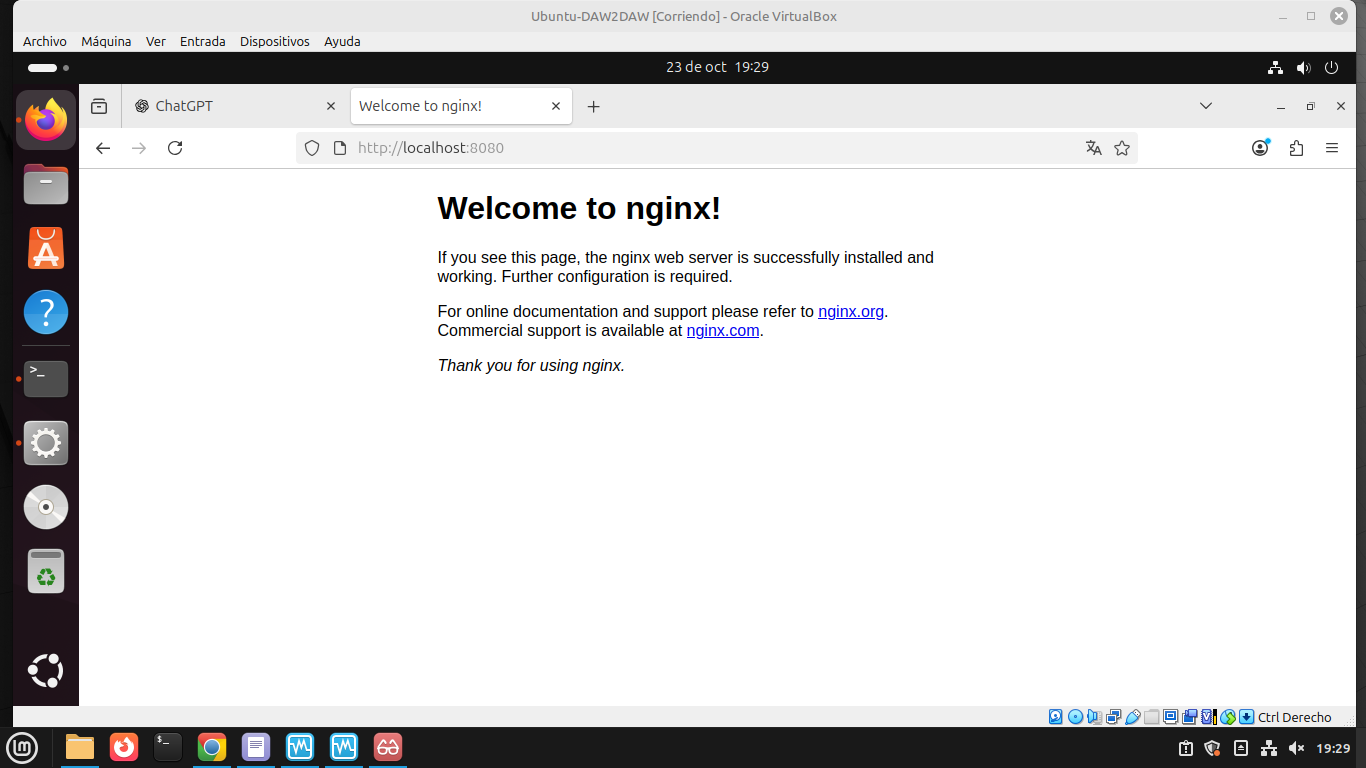 Ubuntu-DAW2DAW [Corriendo] - Oracle VirtualBox
Archivo Máquina Ver Entrada Dispositivos Ayuda
23 de oct 19:29
ChatGPT
Welcome to nginx!
http://localhost:8080
Welcome to nginx!
If you see this page, the nginx web server is successfully installed and
working. Further configuration is required.
For online documentation and support please refer to nginx.org.
Commercial support is available at nginx.com.
Thank you for using nginx.
Ctrl Derecho
19:29